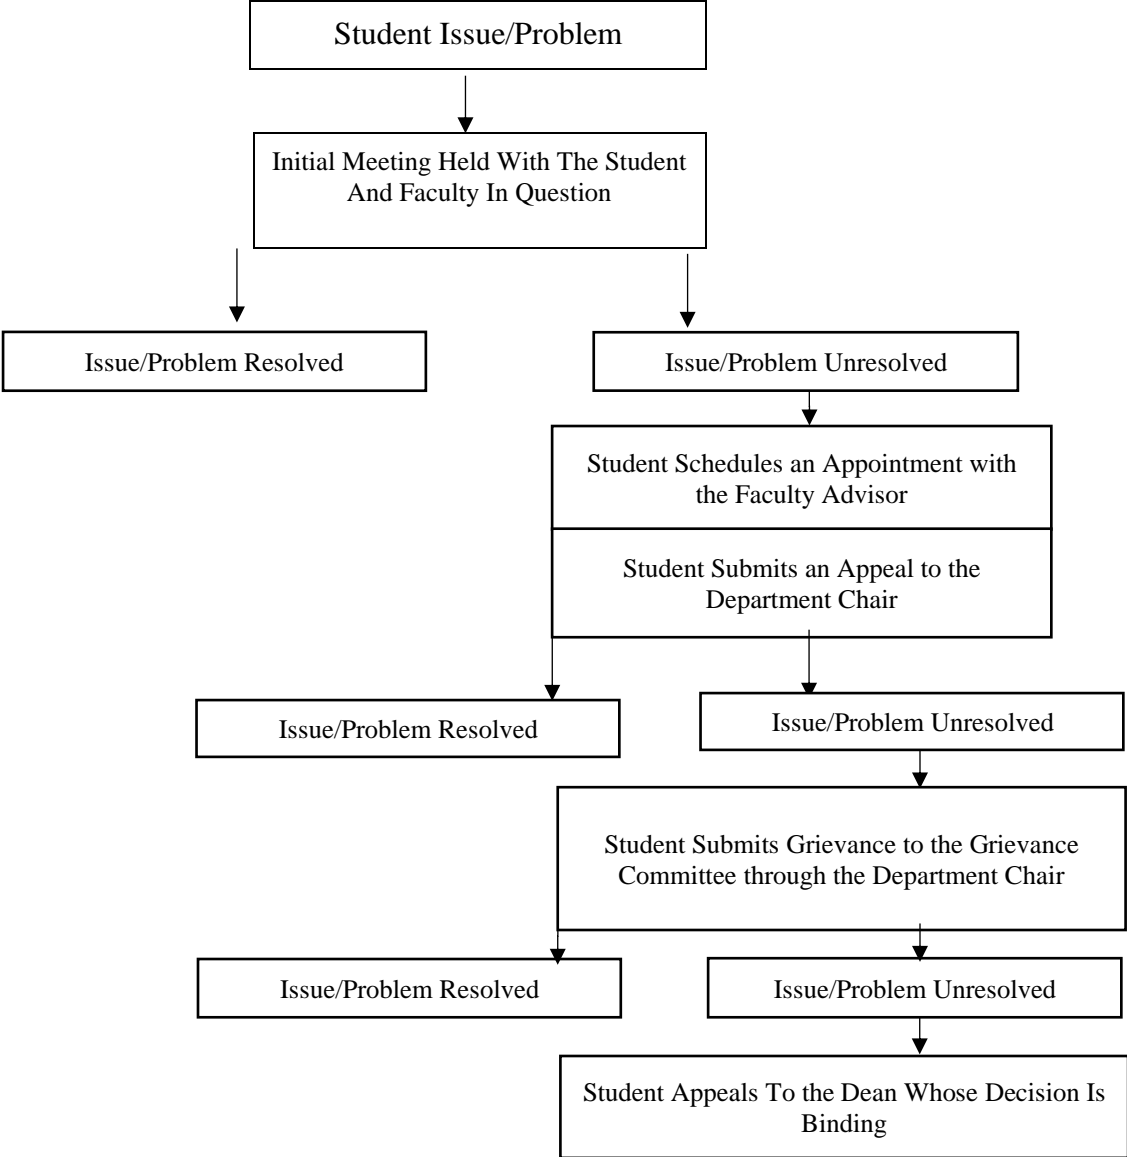 Student Issue/Problem
Initial Meeting Held With The Student
And Faculty In Question
Issue/Problem Resolved
Issue/Problem Unresolved
Student Schedules an Appointment with
the Faculty Advisor
Student Submits an Appeal to the
Department Chair
Issue/Problem Resolved
Issue/Problem Unresolved
Student Submits Grievance to the Grievance
Committee through the Department Chair
Issue/Problem Resolved
Issue/Problem Unresolved
Student Appeals To the Dean Whose Decision Is
Binding